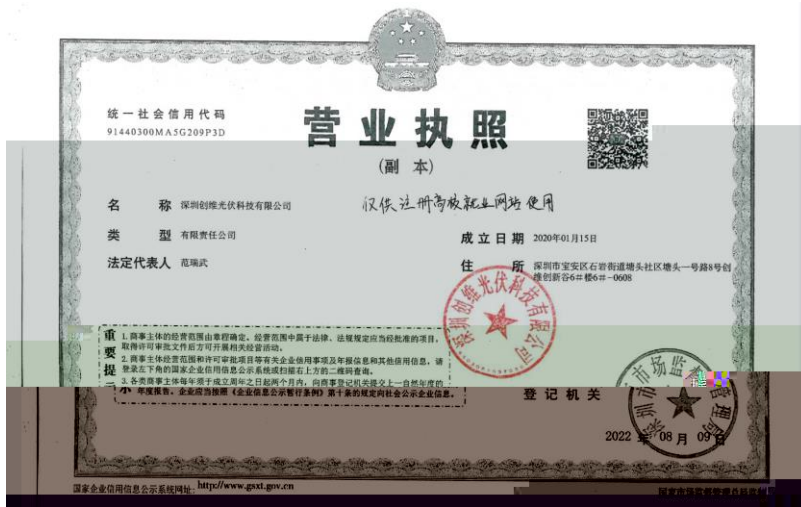 统一社会信用代码
91440300MA5G209P3D
营业执照
(副 本)
名 称 深圳创维光伏科技有限公司
仅供注册高校就业网站使用
类 型 有限责任公司
成立日期 2020年01月15日
法定代表人 范瑞武
住 所 深圳市宝安区石岩街道塘头社区塘头一号路8号创
维创新谷6#楼6#-0608
深圳创维光伏科技有限公司
重要提
1. 商事主体的经营范围由章程确定。经营范围中属于法律、法规规定应当经批准的项目，
取得许可审批文件后方可开展相关经营活动。
2. 商事主体经营范围和许可审批项目等有关企业信用事项及年报信息和其他信用信息，请
登录左下角的国家企业信用信息公示系统或扫描右上方的二维码查询。
3. 各类商事主体每年须于成立周年之日起两个月内，向商事登记机关提交上一自然年度的
年度报告。企业应当按照《企业信息公示暂行条例》第十条的规定向社会公示企业信息。
登记机关
深圳市市场监 管理局
2022 年 08 月 09 日
国家企业信用信息公示系统网址：http://www.gsxt.gov.cn
国家市场监督管理总局监制